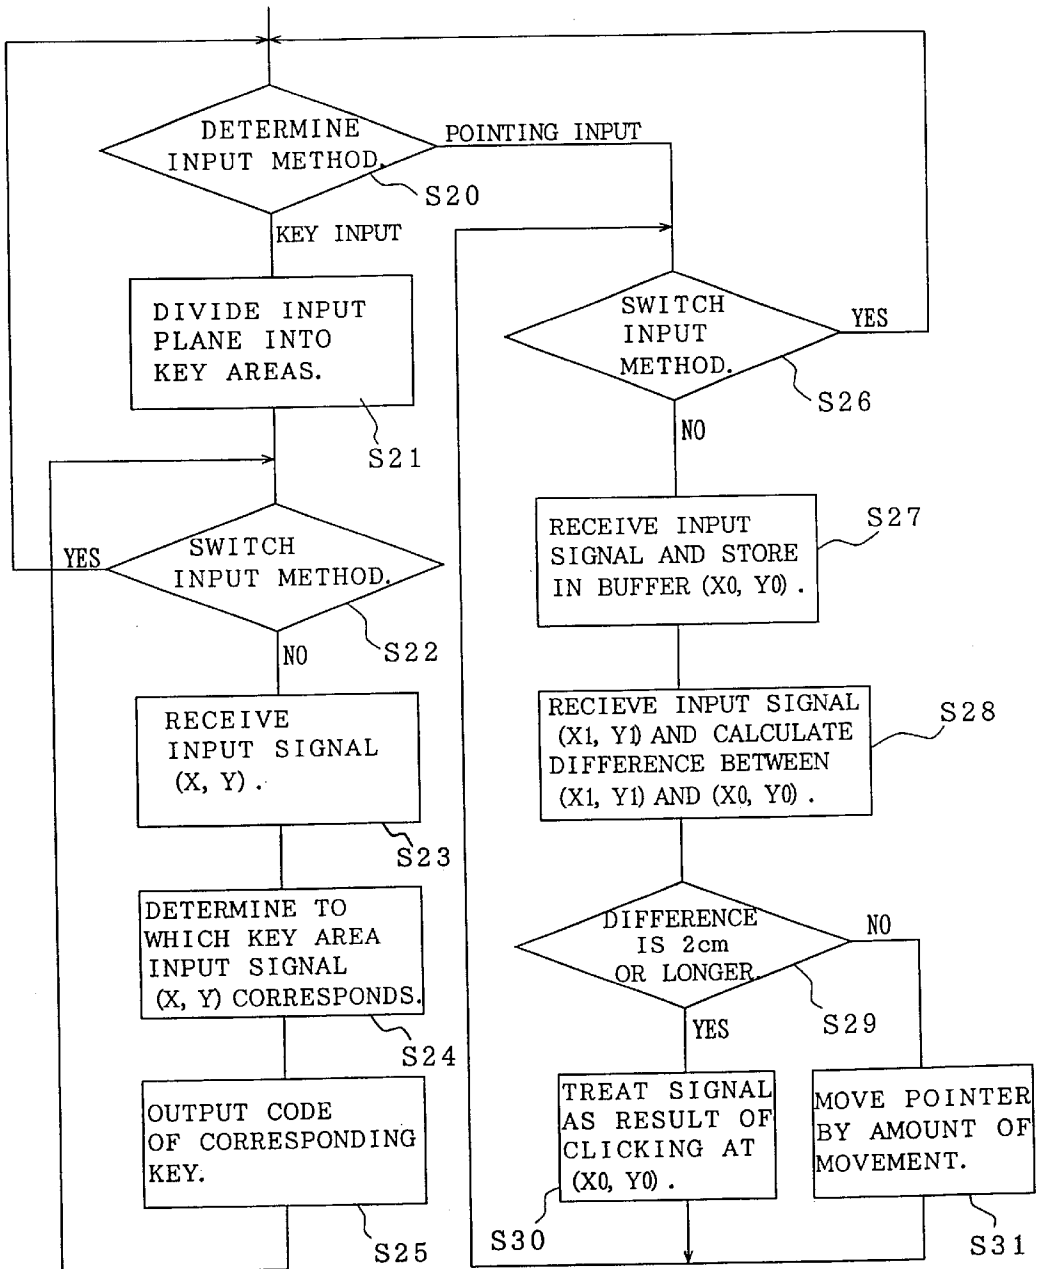 DETERMINE
INPUT METHOD.
POINTING INPUT
S20
KEY INPUT
DIVIDE INPUT
PLANE INTO
KEY AREAS.
S21
SWITCH
INPUT METHOD.
YES
S22
NO
RECEIVE
INPUT SIGNAL
(X, Y).
S23
DETERMINE TO
WHICH KEY AREA
INPUT SIGNAL
(X, Y) CORRESPONDS.
S24
OUTPUT CODE
OF CORRESPONDING
KEY.
S25
SWITCH
INPUT
METHOD.
YES
S26
NO
RECEIVE INPUT
SIGNAL AND STORE
IN BUFFER (X0, Y0).
S27
RECIEVE INPUT SIGNAL
(X1, Y1) AND CALCULATE
DIFFERENCE BETWEEN
(X1, Y1) AND (X0, Y0).
S28
DIFFERENCE
IS 2cm
OR LONGER.
NO
S29
YES
TREAT SIGNAL
AS RESULT OF
CLICKING AT
(X0, Y0).
S30
MOVE POINTER
BY AMOUNT OF
MOVEMENT.
S31